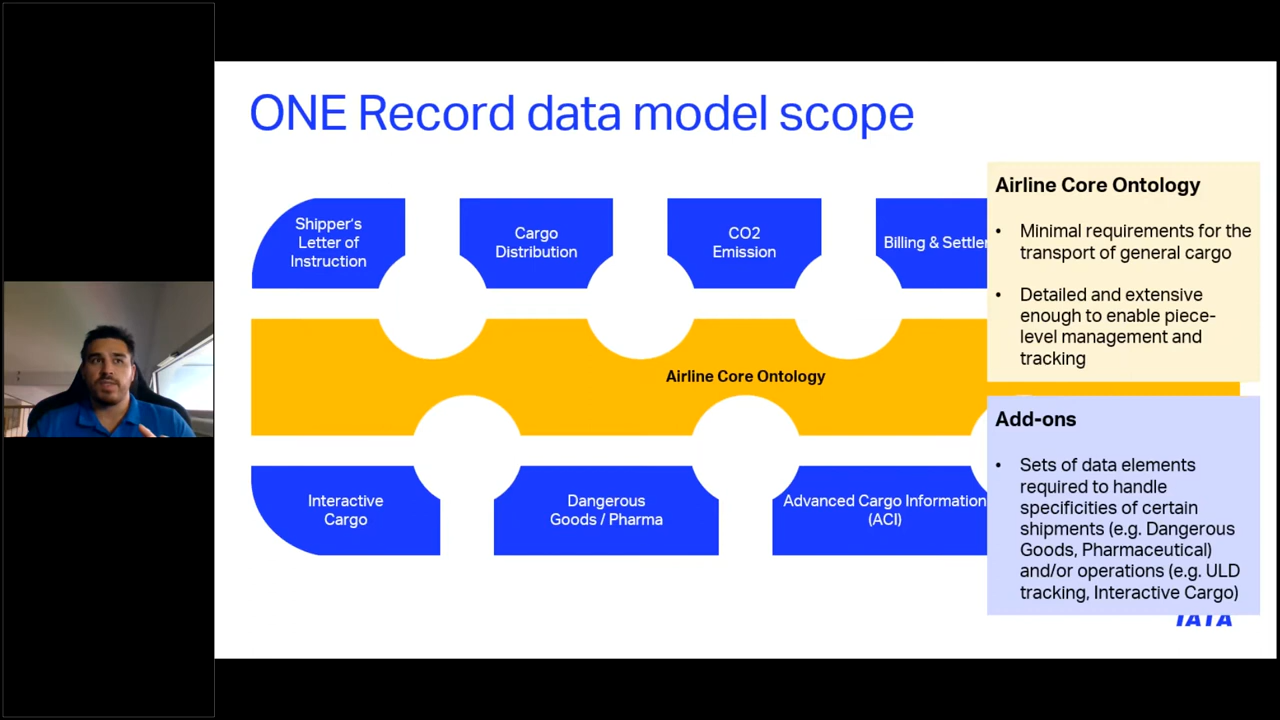 ONE Record data model scope
Shipper's
Letter of
Instruction
Cargo
Distribution
CO2
Emission
Billing &
Airline Core Ontology
Interactive
Cargo
Dangerous
Goods / Pharma
Advanced Cargo Information
(ACI)
Airline Core Ontology
• Minimal requirements for the
transport of general cargo
• Detailed and extensive
enough to enable piece-
level management and
tracking
Add-ons
• Sets of data elements
required to handle
specificities of certain
shipments (e.g. Dangerous
Goods, Pharmaceutical)
and/or operations (e.g. ULD
tracking, Interactive Cargo)
IATA